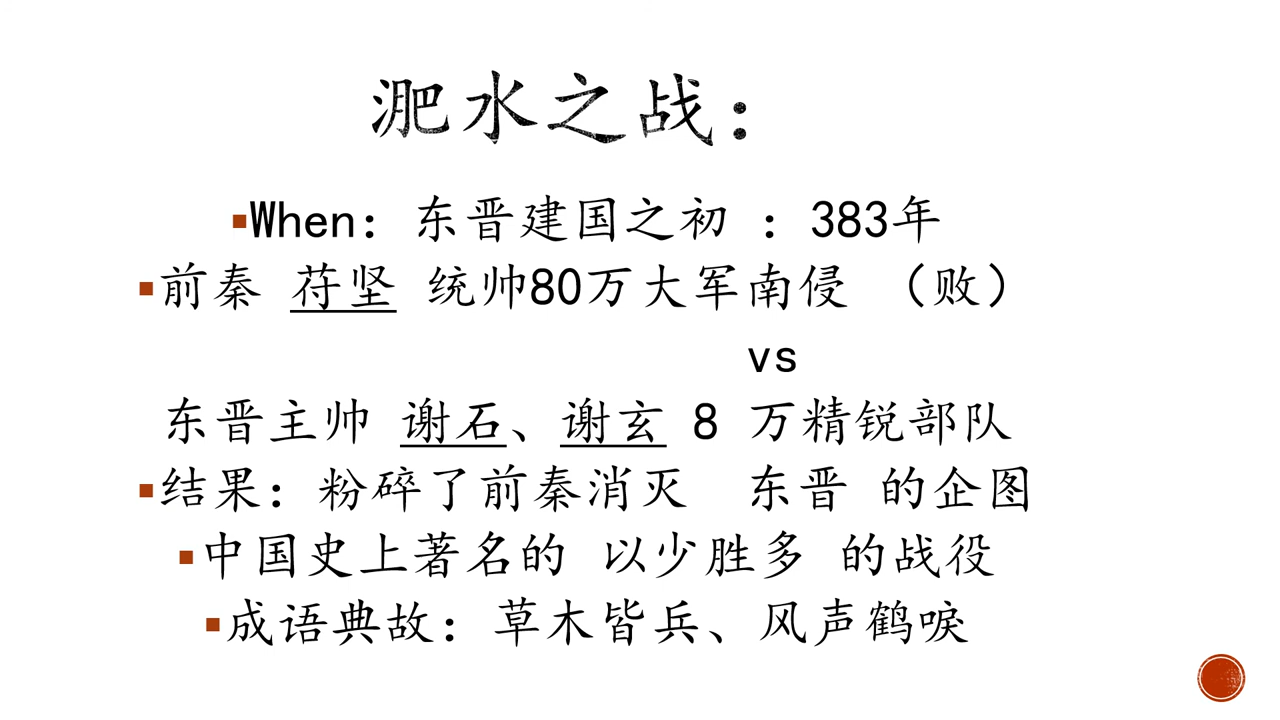 淝水之战：
▪When：东晋建国之初 ：383年
▪前秦 苻坚 统帅80万大军南侵 （败）
vs
东晋主帅 谢石、谢玄 8 万精锐部队
▪结果：粉碎了前秦消灭 东晋 的企图
▪中国史上著名的 以少胜多 的战役
▪成语典故：草木皆兵、风声鹤唳